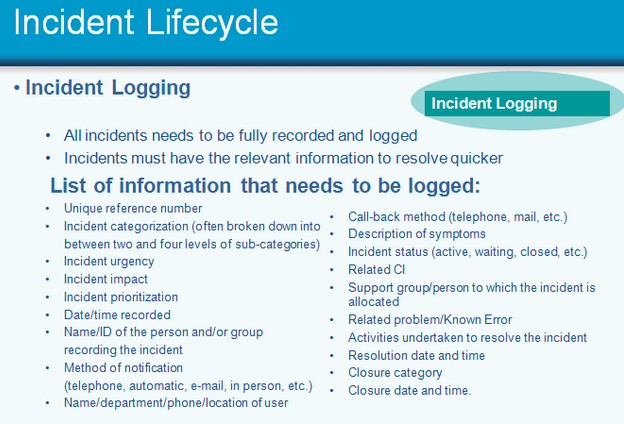 Incident Lifecycle
• Incident Logging
Incident Logging
• All incidents needs to be fully recorded and logged
• Incidents must have the relevant information to resolve quicker
List of information that needs to be logged:
• Unique reference number
• Incident categorization (often broken down into
between two and four levels of sub-categories)
• Incident urgency
• Incident impact
• Incident prioritization
• Date/time recorded
• Name/ID of the person and/or group
recording the incident
• Method of notification
(telephone, automatic, e-mail, in person, etc.)
• Name/department/phone/location of user
• Call-back method (telephone, mail, etc.)
• Description of symptoms
• Incident status (active, waiting, closed, etc.)
• Related CI
• Support group/person to which the incident is
allocated
• Related problem/Known Error
• Activities undertaken to resolve the incident
• Resolution date and time
• Closure category
• Closure date and time.